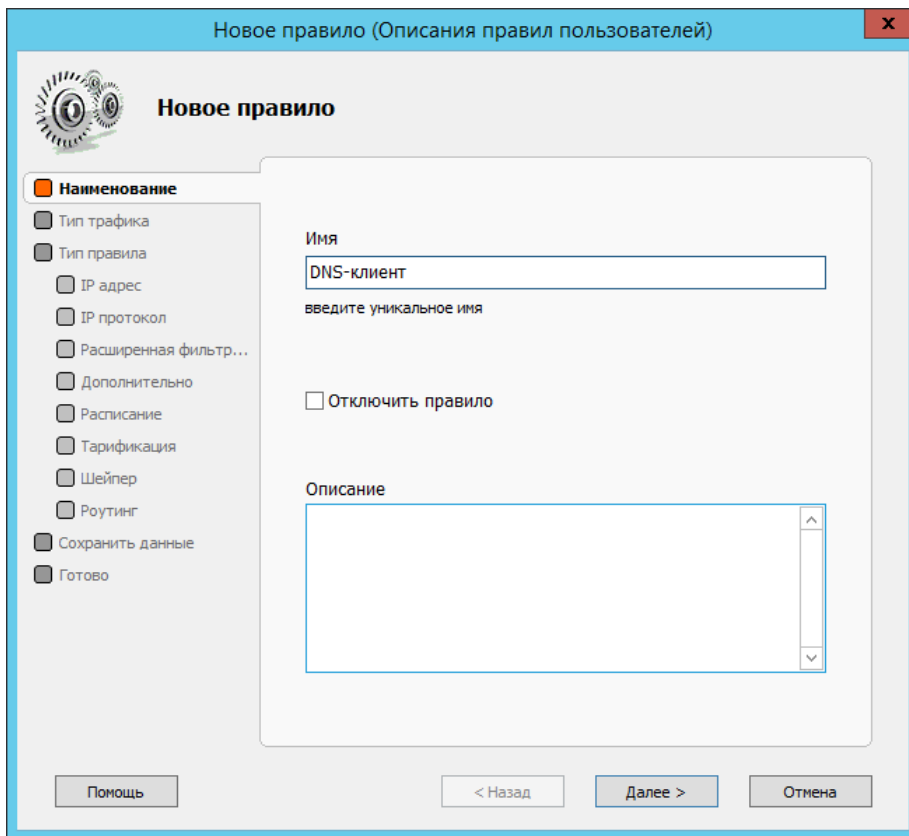 Новое правило (Описания правил пользователей)
x
Новое правило
Наименование
Тип трафика
Тип правила
IP адрес
IP протокол
Расширенная фильтр...
Дополнительно
Расписание
Тарификация
Шейпер
Роутинг
Сохранить данные
Готово
Имя
DNS-клиент
введите уникальное имя
Отключить правило
Описание
Помощь
< Назад
Далее >
Отмена